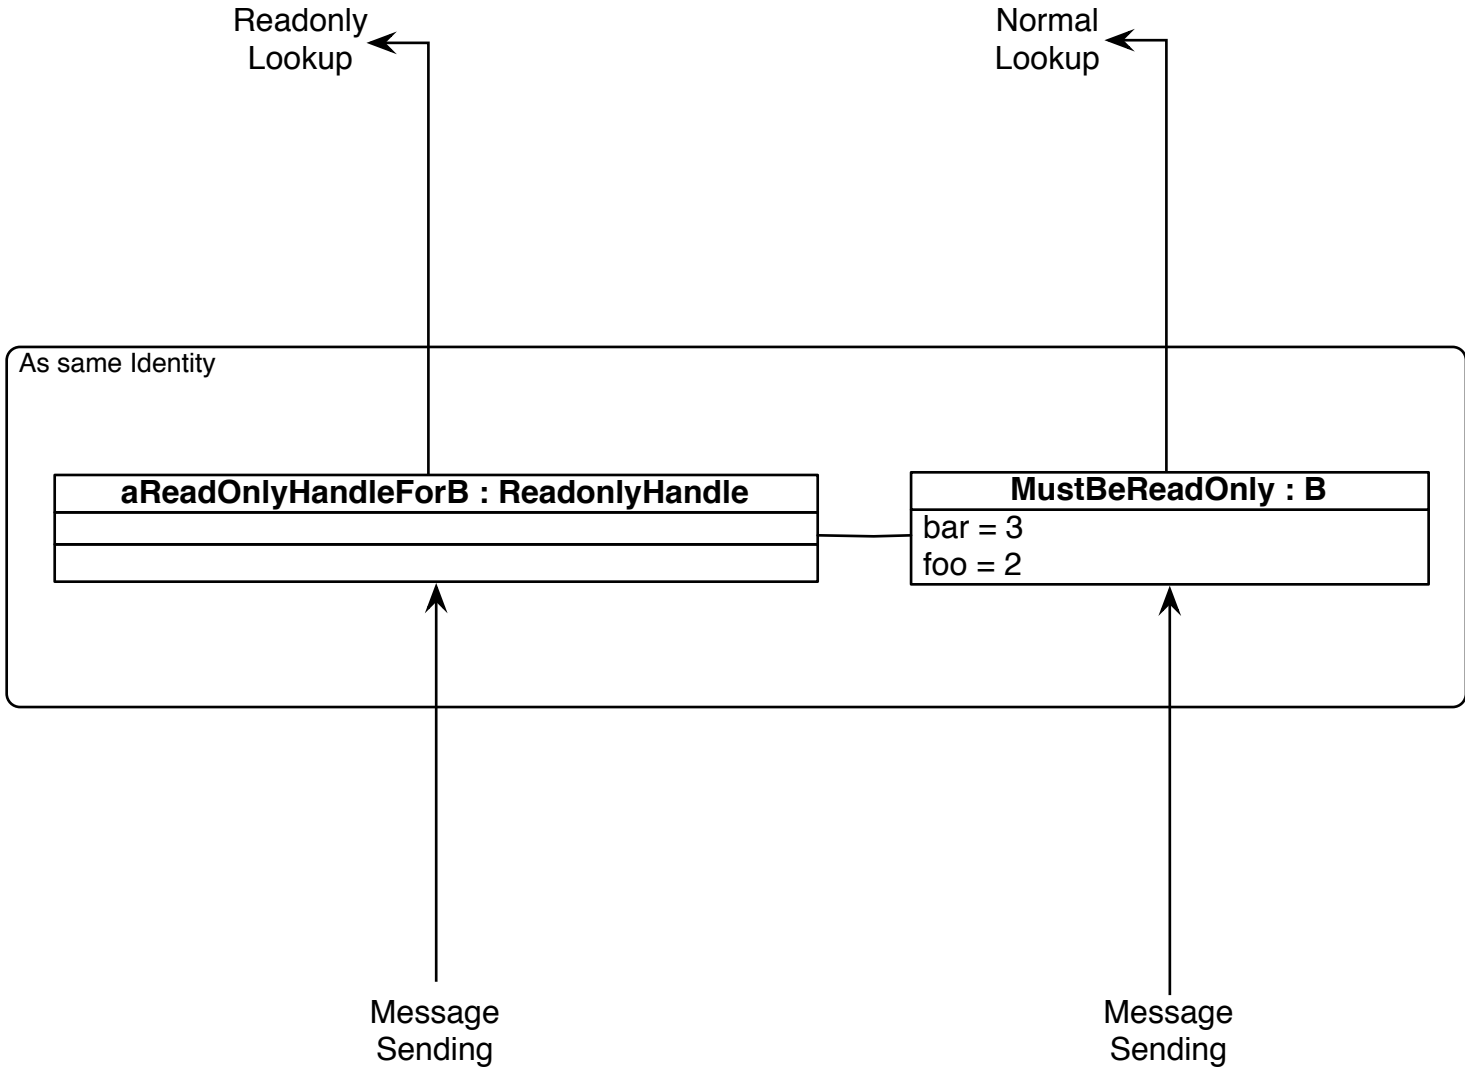 Readonly
Lookup
Normal
Lookup
As same Identity
aReadOnlyHandleForB : ReadonlyHandle
MustBeReadOnly : B
bar = 3
foo = 2
Message
Sending
Message
Sending